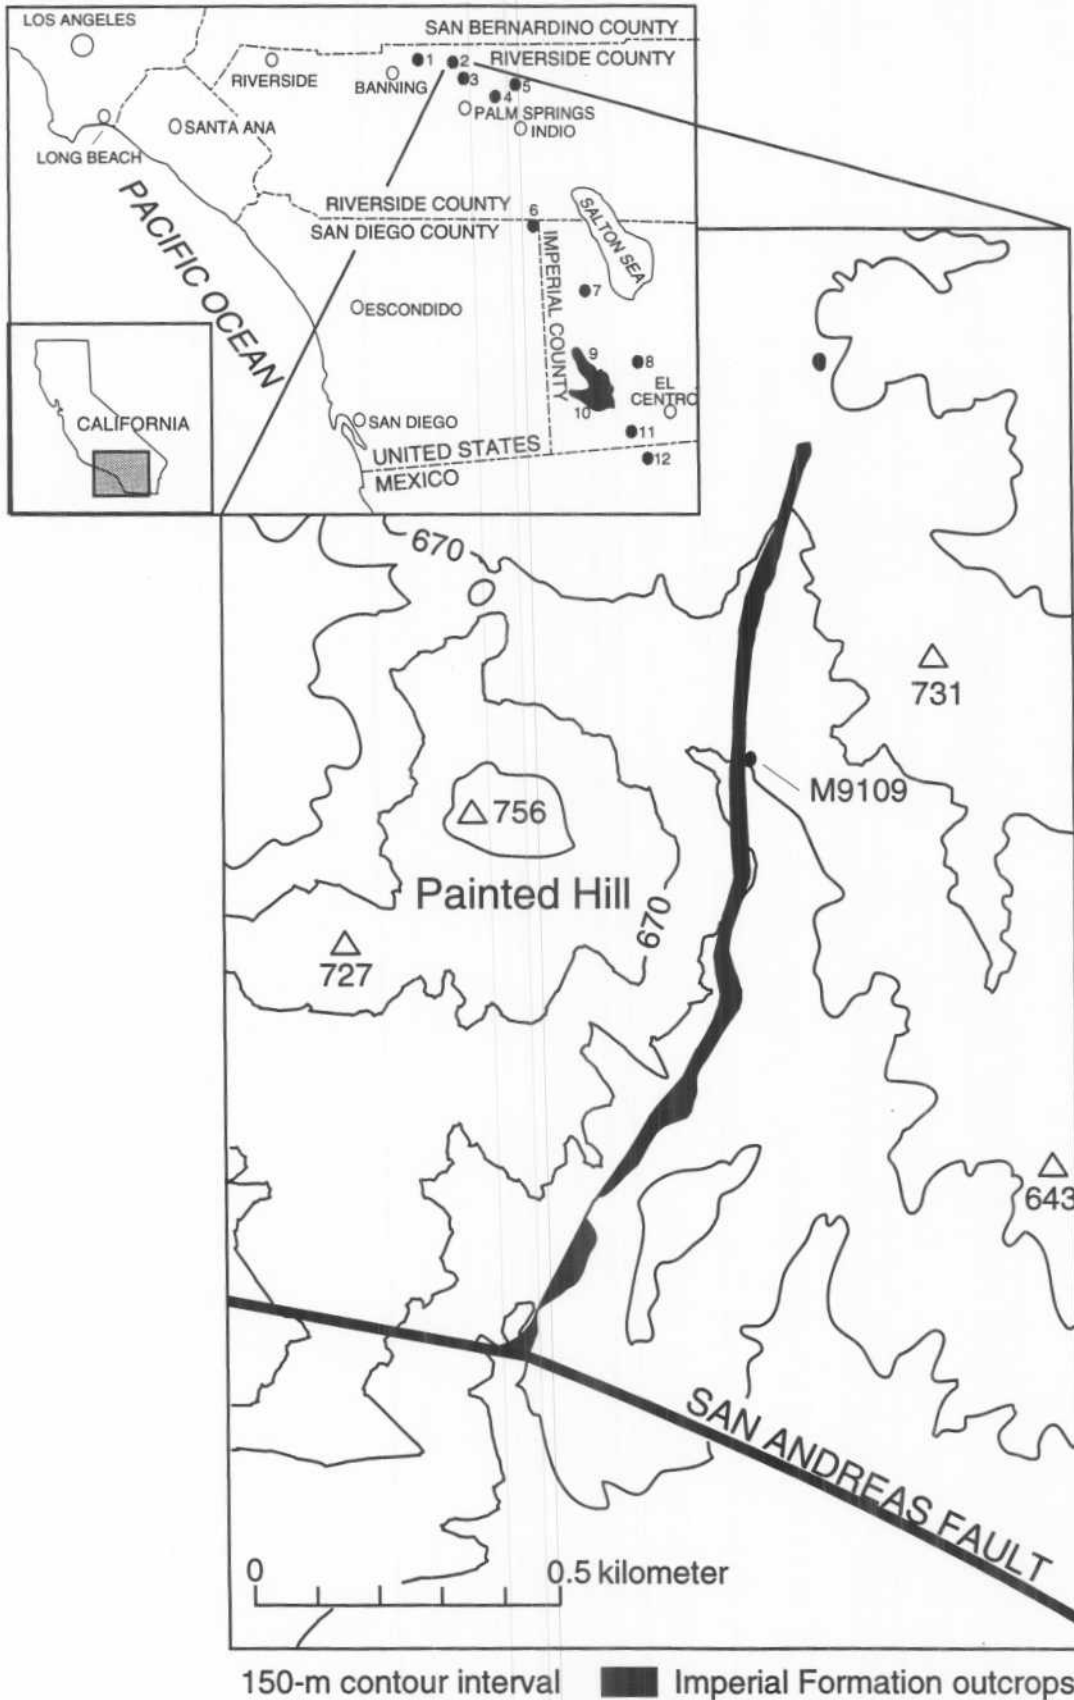 LOS ANGELES
SAN BERNARDINO COUNTY
RIVERSIDE COUNTY
RIVERSIDE
BANNING
1
2
3
4
5
PALM SPRINGS
INDIO
SANTA ANA
LONG BEACH
PACIFIC OCEAN
RIVERSIDE COUNTY
SAN DIEGO COUNTY
6
SALTON SEA
IMPERIAL COUNTY
7
ESCONDIDO
9
8
EL
CENTRO
10
SAN DIEGO
11
UNITED STATES
MEXICO
12
CALIFORNIA
670
731
M9109
756
Painted Hill
670
727
643
SAN ANDREAS FAULT
0
0.5 kilometer
150-m contour interval
Imperial Formation outcrops